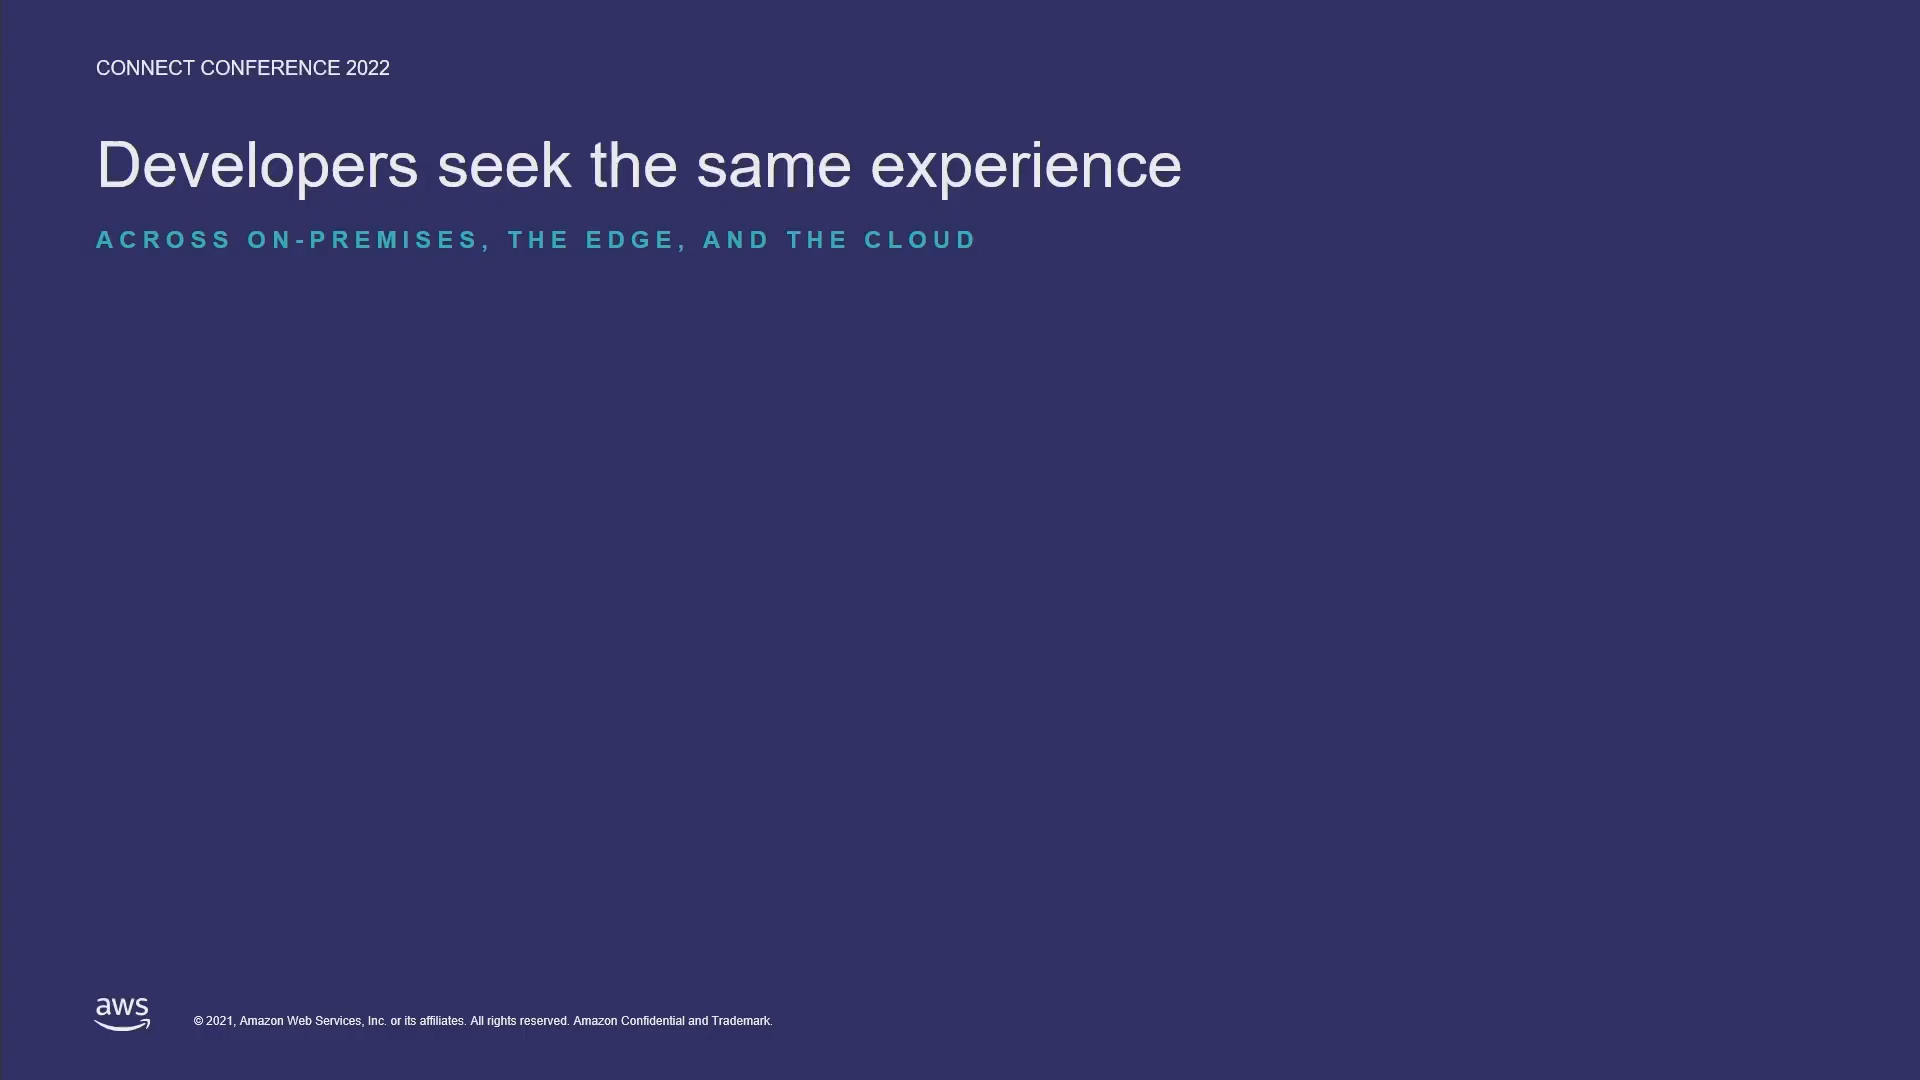 CONNECT CONFERENCE 2022
Developers seek the same experience
ACROSS ON-PREMISES, THE EDGE, AND THE CLOUD
aws
© 2021, Amazon Web Services, Inc. or its affiliates. All rights reserved. Amazon Confidential and Trademark.